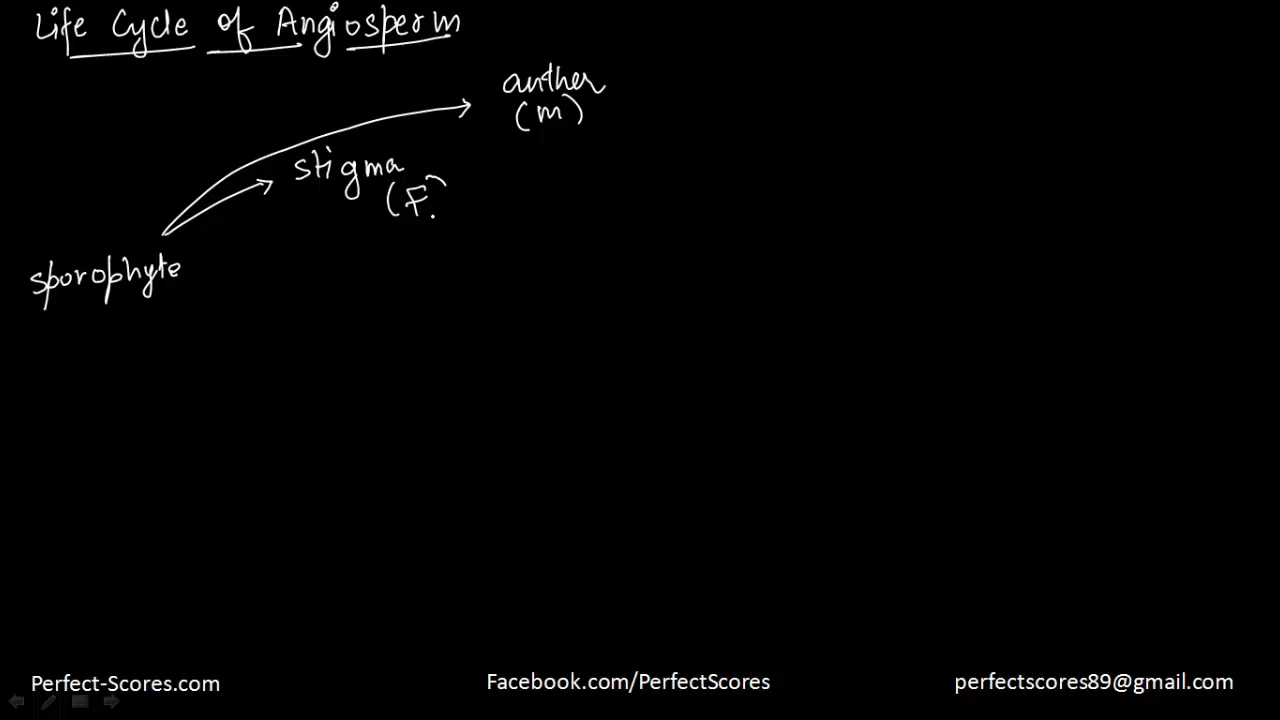 Life Cycle of Angiosperm
anther
(m)
stigma
(F)
sporophyte
Perfect-Scores.com
Facebook.com/PerfectScores
perfectscores89@gmail.com